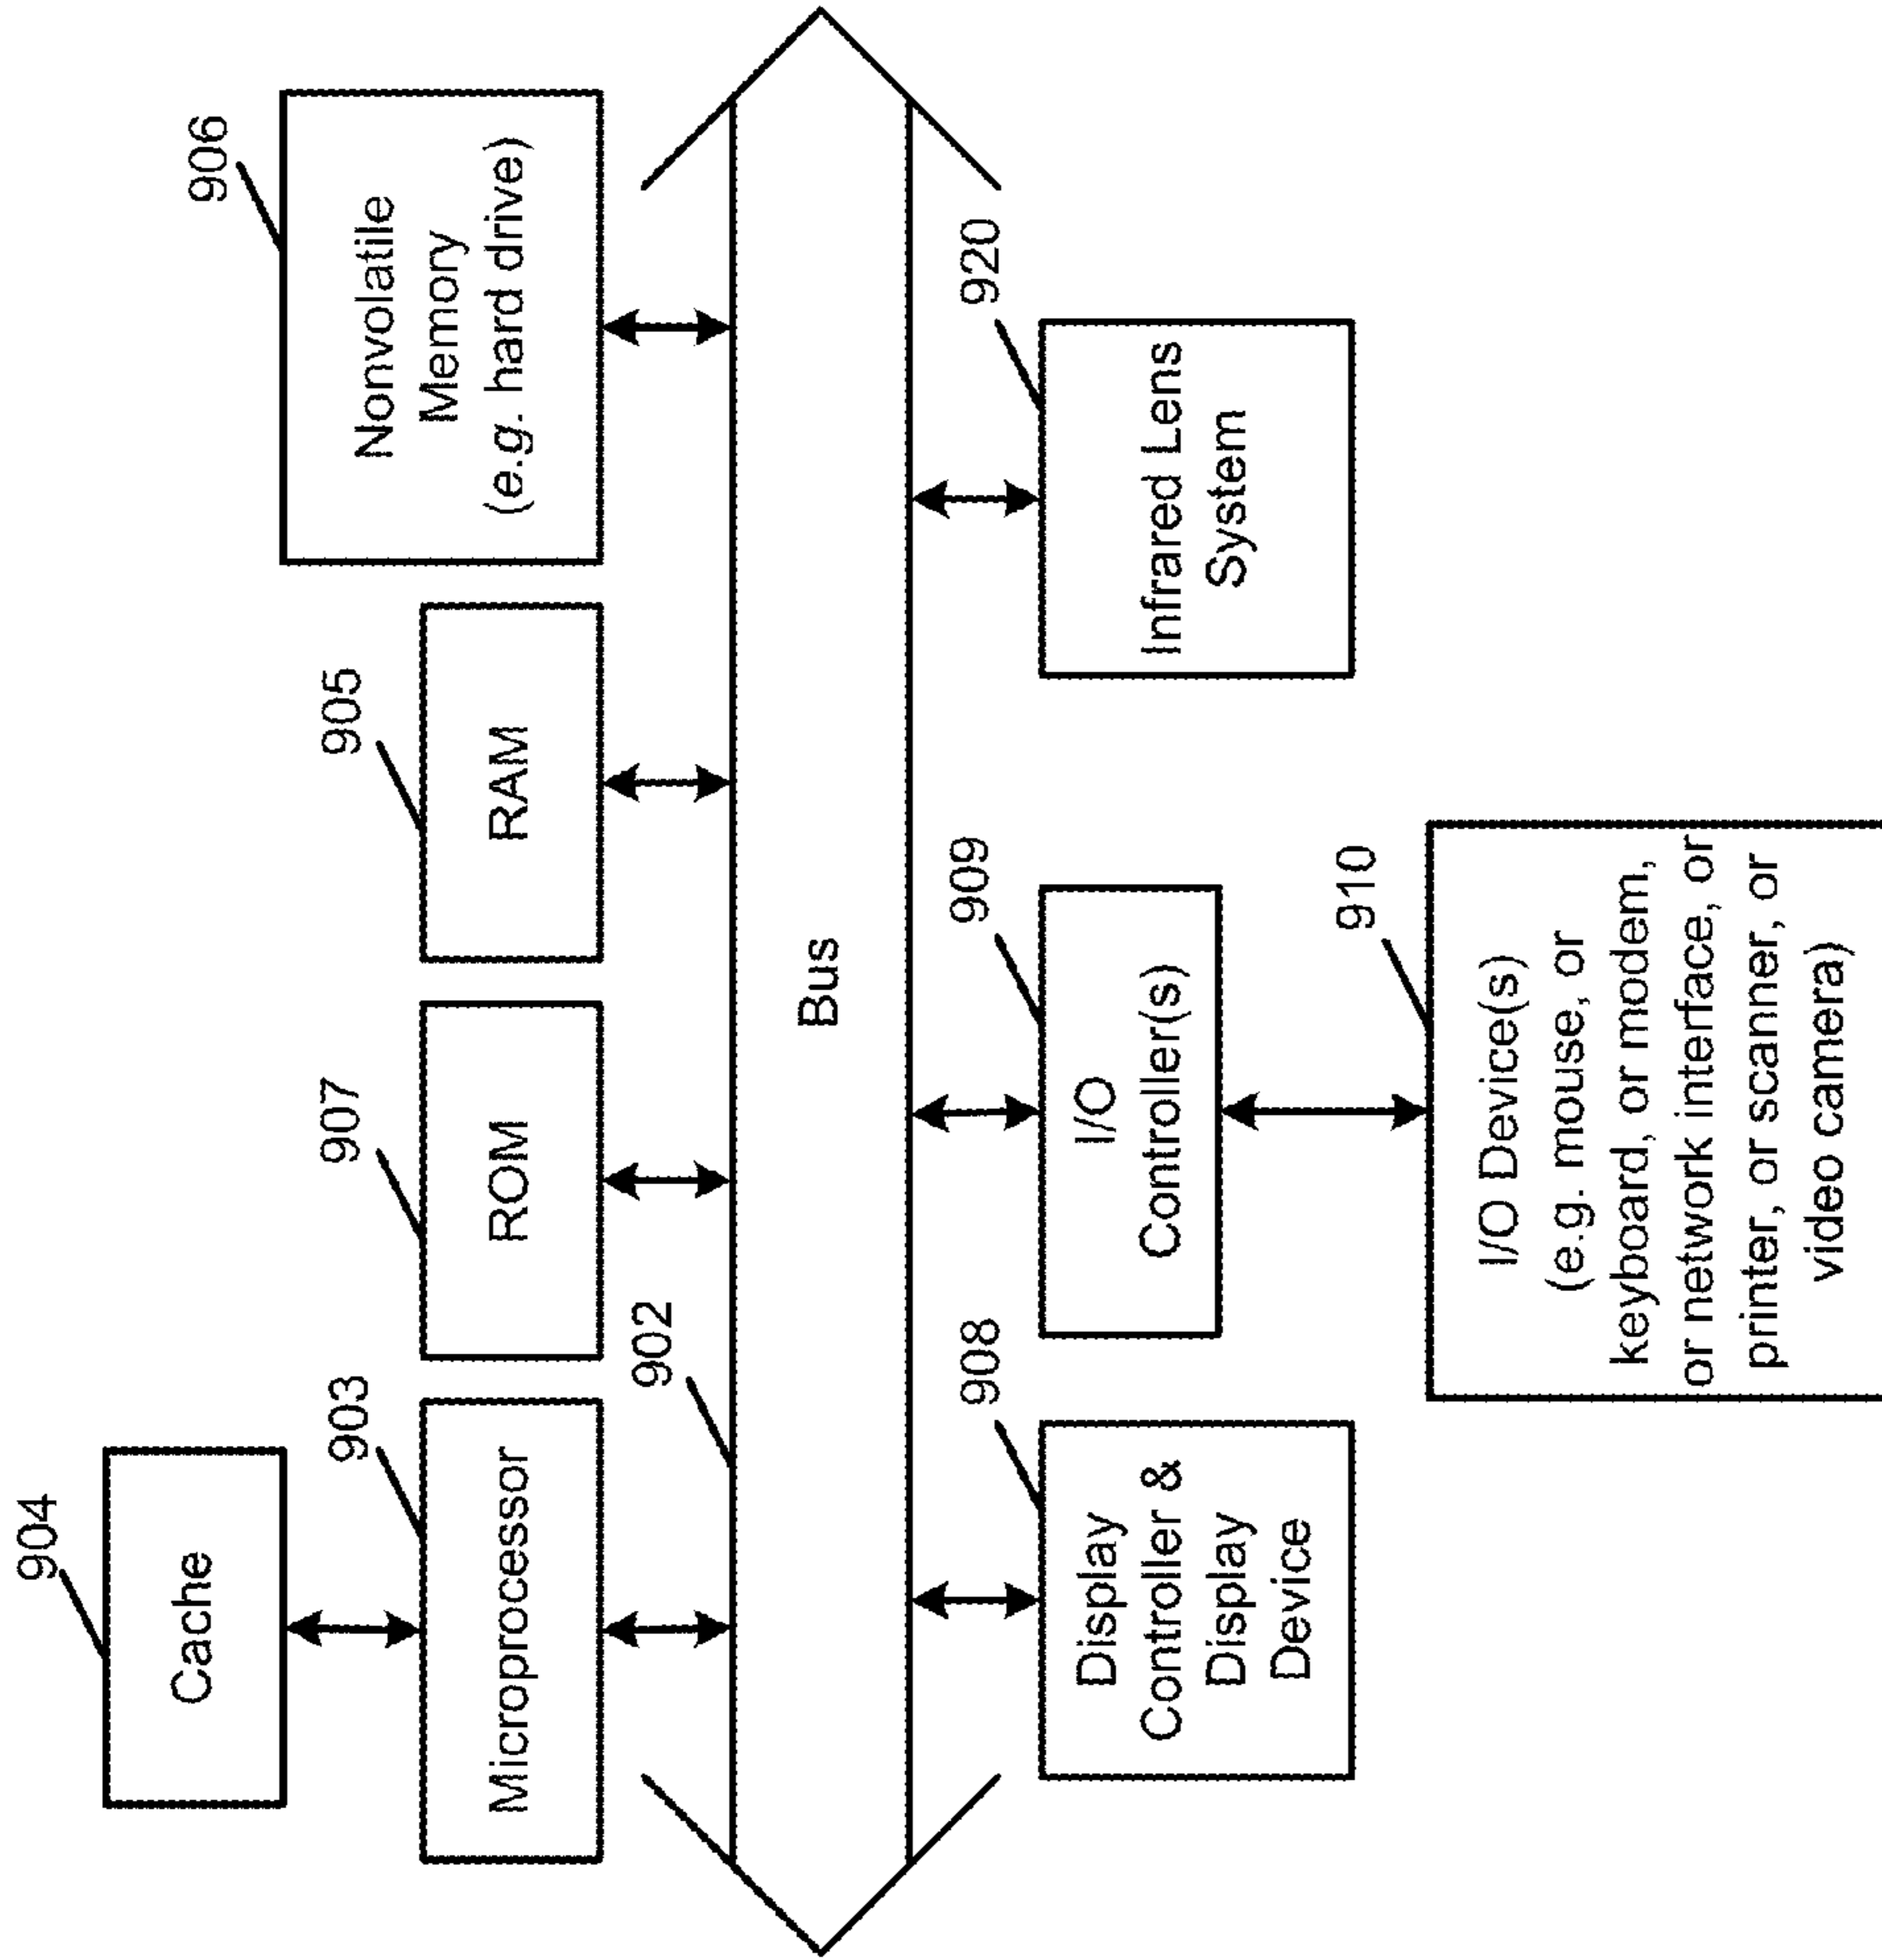 904
Cache
903
Microprocessor
907
ROM
905
RAM
906
Nonvolatile
Memory
(e.g. hard drive)
902
Bus
908
Display
Controller &
Display
Device
909
I/O
Controller(s)
920
Infrared Lens
System
910
I/O Device(s)
(e.g. mouse, or
keyboard, or modem,
or network interface, or
printer, or scanner, or
video camera)